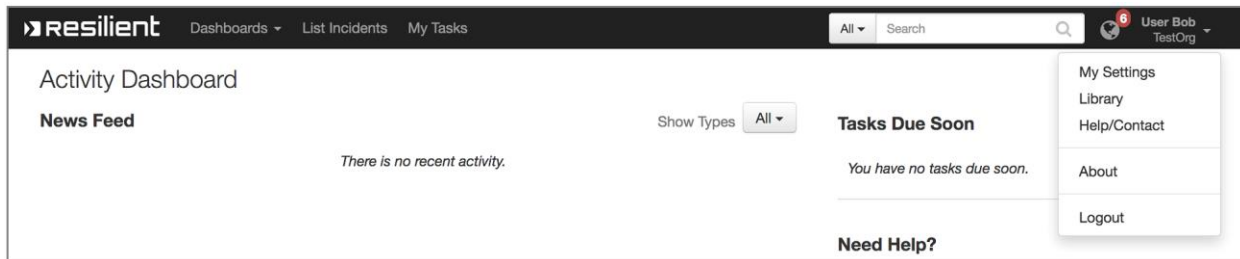 Resilient Dashboards List Incidents My Tasks All Search 6 User Bob
TestOrg
Activity Dashboard
News Feed Show Types All
There is no recent activity.
Tasks Due Soon
You have no tasks due soon.
Need Help?
My Settings
Library
Help/Contact
About
Logout